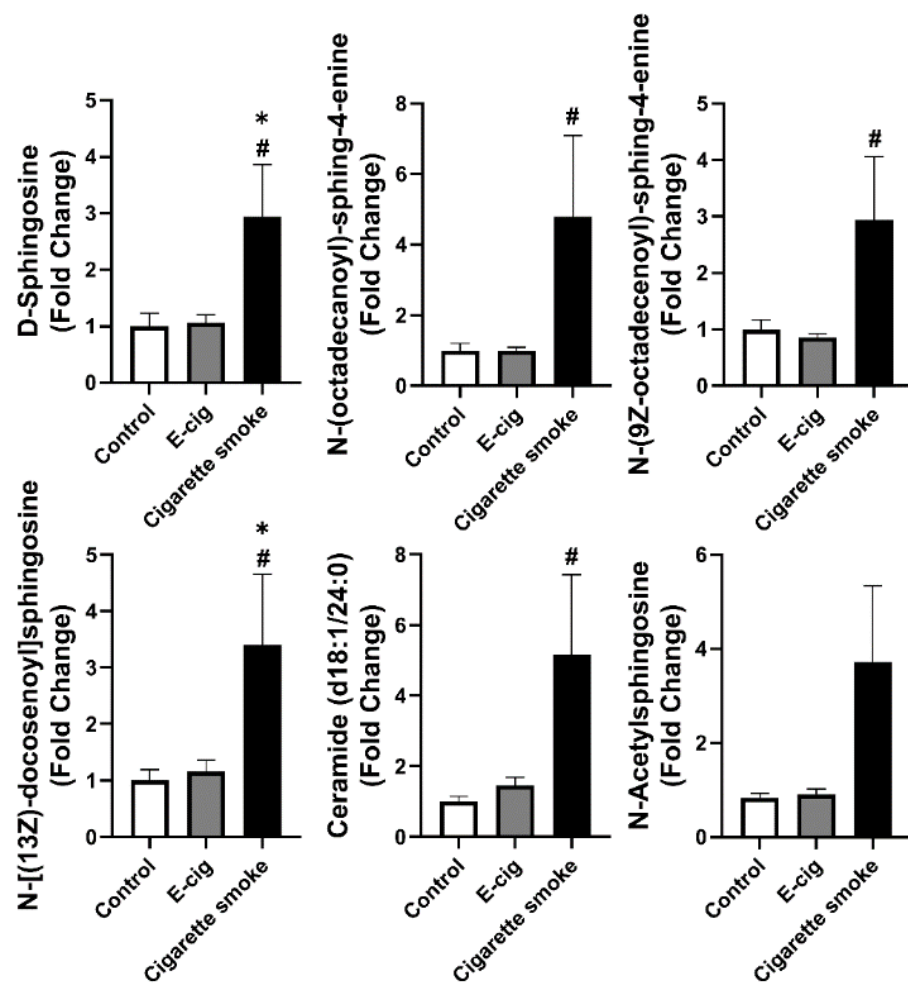 D-Sphingosine
(Fold Change)
5
4
3
2
1
0
*
#
Control
E-cig
Cigarette smoke
N-(octadecanoyl)-sphing-4-enine
(Fold Change)
8
6
4
2
0
#
Control
E-cig
Cigarette smoke
N-(9Z-octadecenoyl)-sphing-4-enine
(Fold Change)
5
4
3
2
1
0
#
Control
E-cig
Cigarette smoke
N-[(13Z)-docosenoyl]sphingosine
(Fold Change)
5
4
3
2
1
0
*
#
Control
E-cig
Cigarette smoke
Ceramide (d18:1/24:0)
(Fold Change)
8
6
4
2
0
#
Control
E-cig
Cigarette smoke
N-Acetylsphingosine
(Fold Change)
6
4
2
0
Control
E-cig
Cigarette smoke